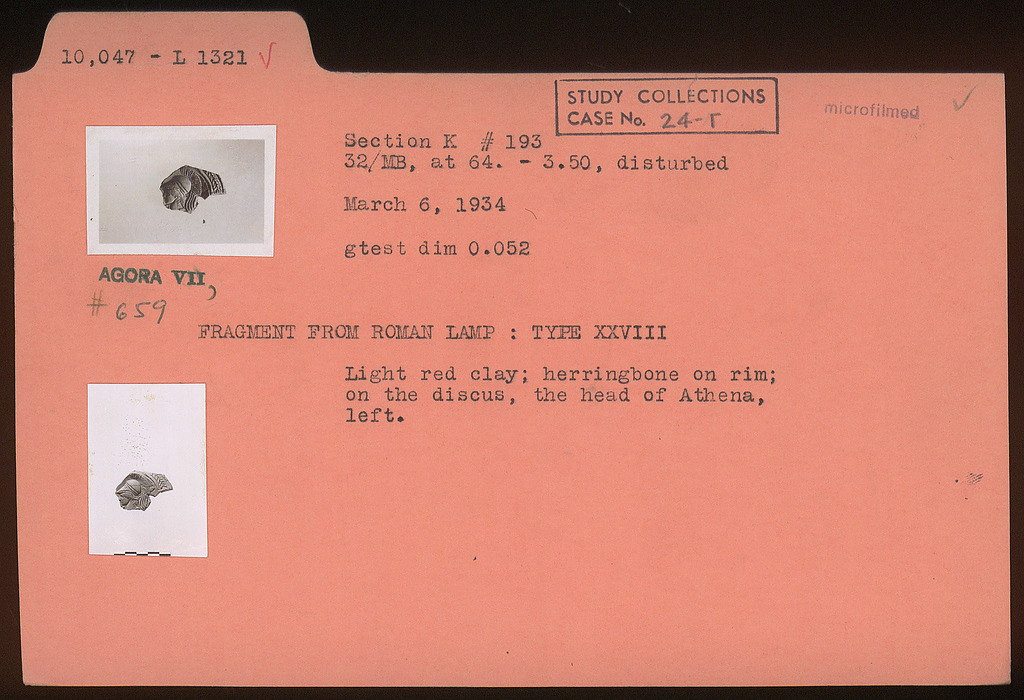 10,047 - L 1321 √
STUDY COLLECTIONS
CASE No. 24-T
microfilmed
Section K # 193
32/MB, at 64. - 3.50, disturbed
March 6, 1934
gtest dim 0.052
AGORA VII,
# 659
FRAGMENT FROM ROMAN LAMP : TYPE XXVIII
Light red clay; herringbone on rim;
on the discus, the head of Athena,
left.